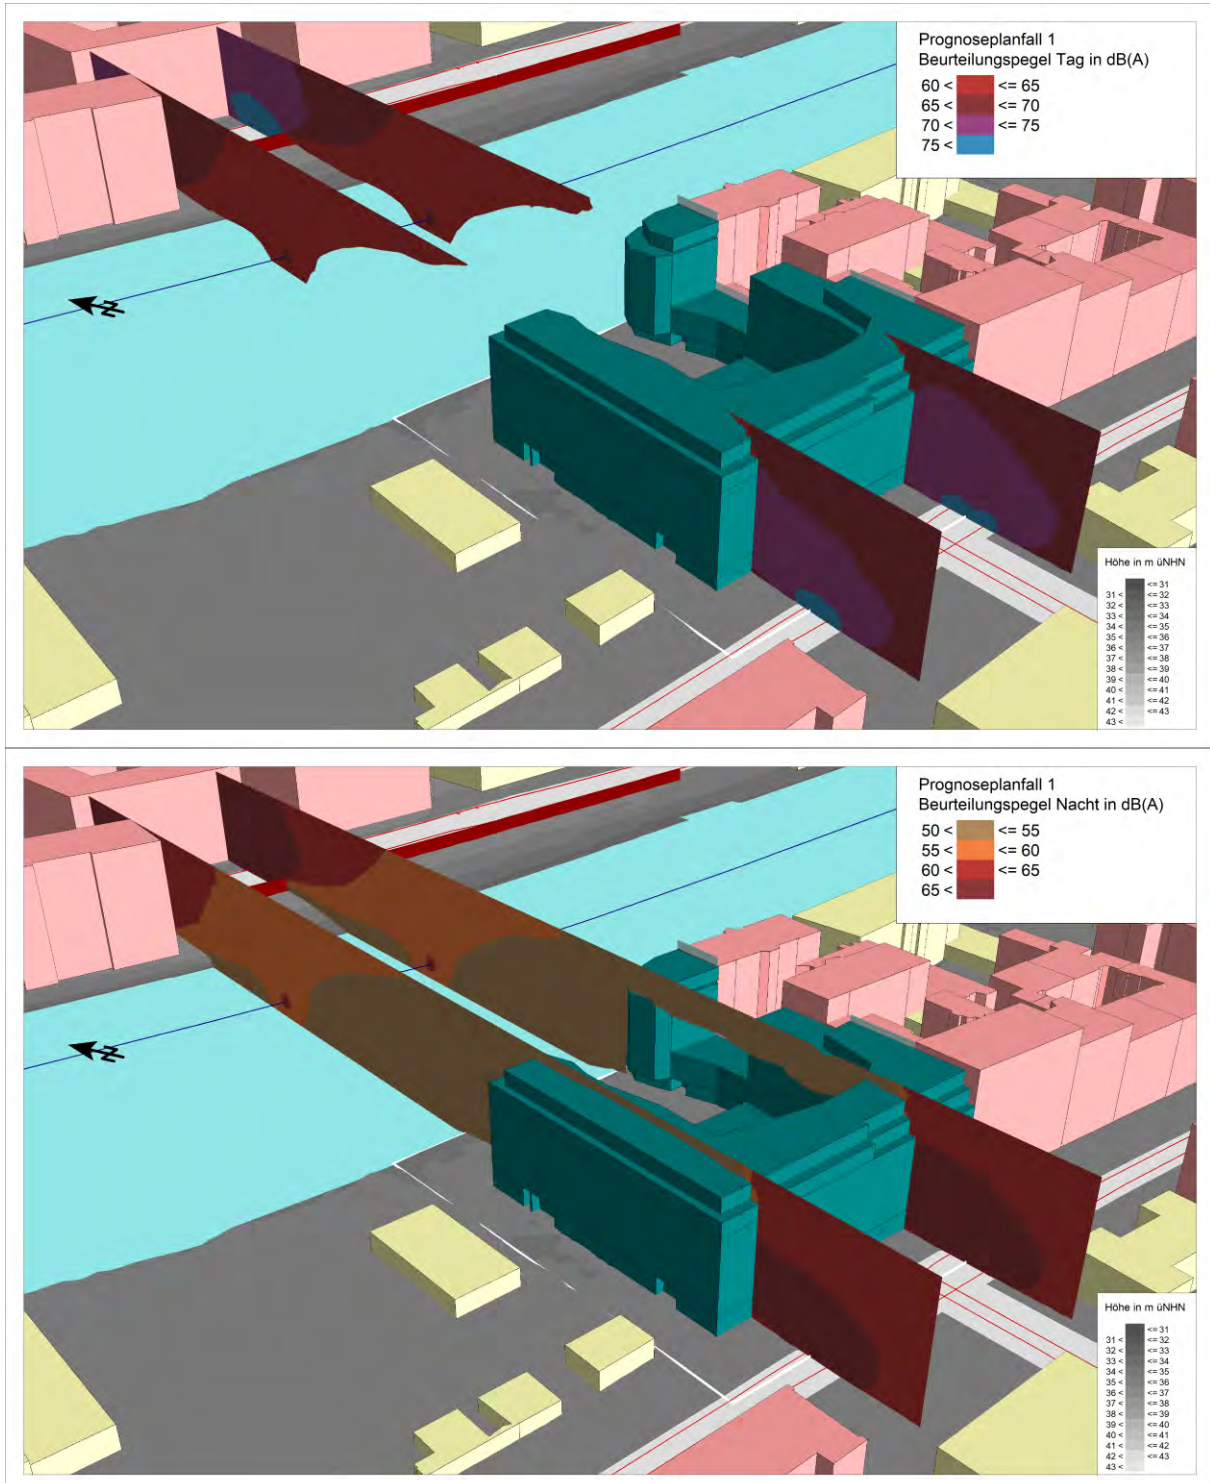 Prognoseplanfall 1
Beurteilungspegel Tag in dB(A)
60 < <= 65
65 < <= 70
70 < <= 75
75 <
N
Höhe in m üNHN
<= 31
31 < <= 32
32 < <= 33
33 < <= 34
34 < <= 35
35 < <= 36
36 < <= 37
37 < <= 38
38 < <= 39
39 < <= 40
40 < <= 41
41 < <= 42
42 < <= 43
43 <
Prognoseplanfall 1
Beurteilungspegel Nacht in dB(A)
50 < <= 55
55 < <= 60
60 < <= 65
65 <
N
Höhe in m üNHN
<= 31
31 < <= 32
32 < <= 33
33 < <= 34
34 < <= 35
35 < <= 36
36 < <= 37
37 < <= 38
38 < <= 39
39 < <= 40
40 < <= 41
41 < <= 42
42 < <= 43
43 <